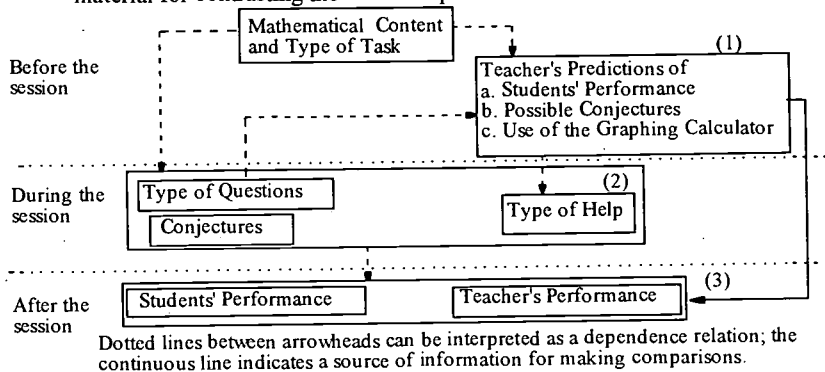 Mathematical Content
and Type of Task
(1)
Before the
session
Teacher's Predictions of
a. Students' Performance
b. Possible Conjectures
c. Use of the Graphing Calculator
During the
session
Type of Questions
Conjectures
(2)
Type of Help
After the
session
Students' Performance
Teacher's Performance
(3)
Dotted lines between arrowheads can be interpreted as a dependence relation; the
continuous line indicates a source of information for making comparisons.